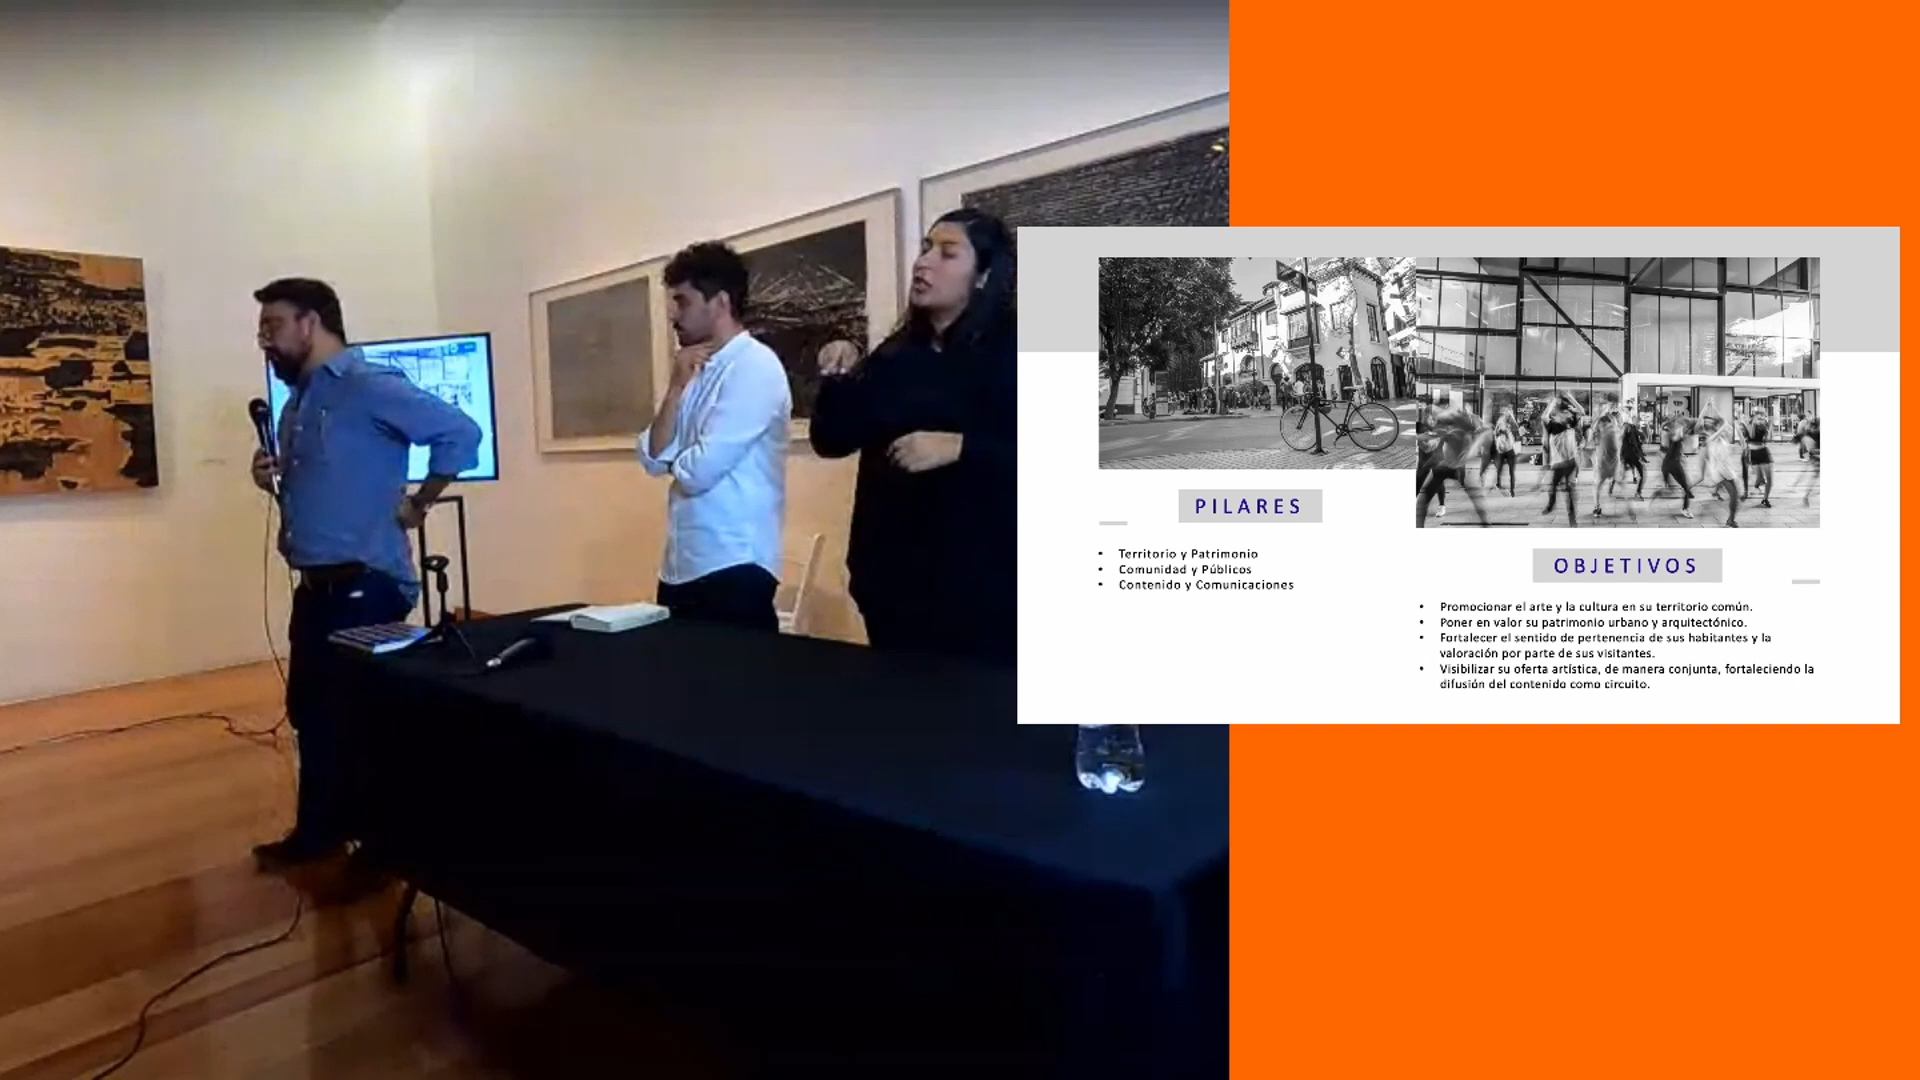 PILARES
• Territorio y Patrimonio
• Comunidad y Públicos
• Contenido y Comunicaciones
OBJETIVOS
• Promocionar el arte y la cultura en su territorio común.
• Poner en valor su patrimonio urbano y arquitectónico.
• Fortalecer el sentido de pertenencia de sus habitantes y la
valoración por parte de sus visitantes.
• Visibilizar su oferta artística, de manera conjunta, fortaleciendo la
difusión del contenido como circuito.